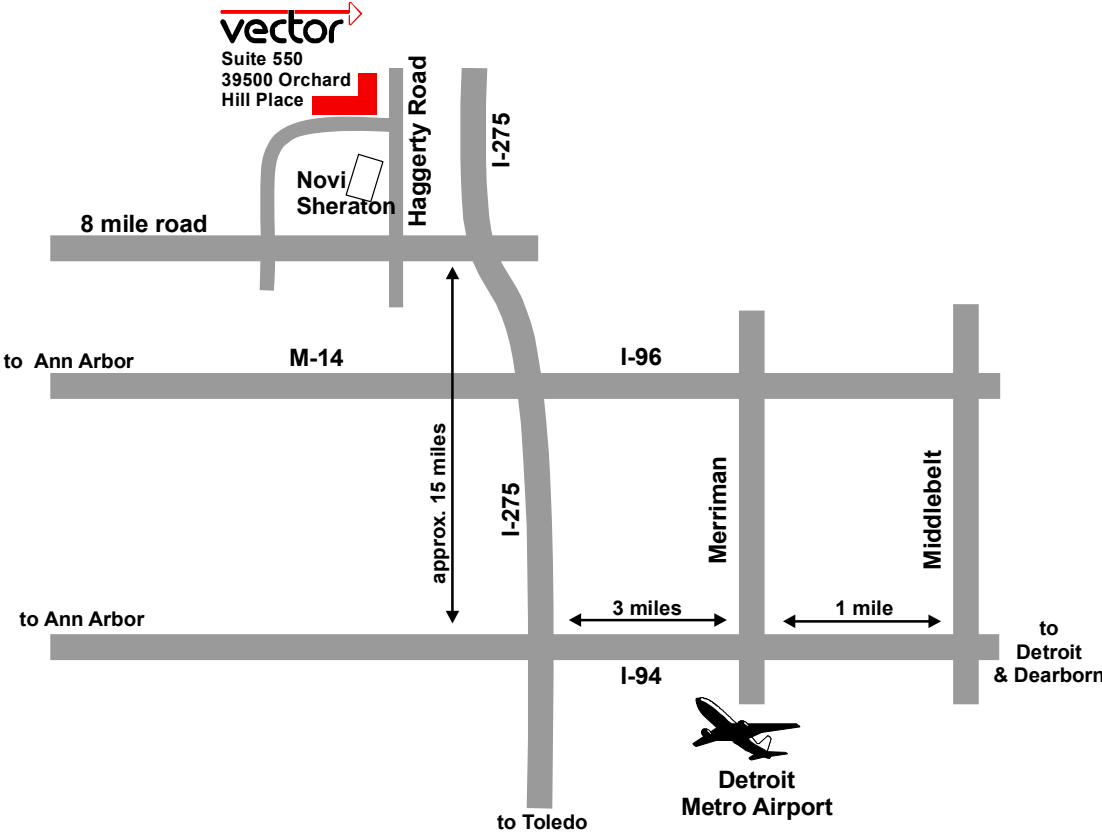 vector
Suite 550
39500 Orchard
Hill Place
Haggerty Road
I-275
Novi
Sheraton
8 mile road
to Ann Arbor
M-14
I-96
approx. 15 miles
I-275
Merriman
Middlebelt
to Ann Arbor
3 miles
1 mile
to
Detroit
& Dearborn
I-94
Detroit
Metro Airport
to Toledo